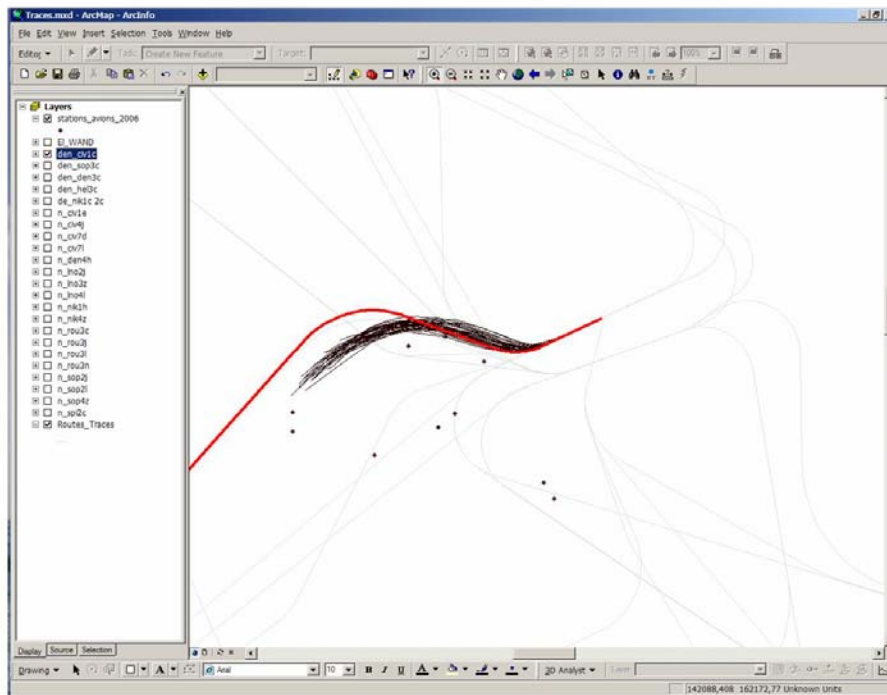 Traces.mxd - ArcMap - ArcInfo
File Edit View Insert Selection Tools Window Help
Editor Task: Create New Feature Target:
100%
Layers
stations_avions_2006
El_WAND
den_civ1c
den_sop3c
den_den3c
den_hel3c
de_nik1c 2c
n_civ1e
n_civ4j
n_civ7d
n_civ7l
n_den4h
n_lno2j
n_lno3z
n_lno4l
n_nik1h
n_nik4z
n_rou3c
n_rou3j
n_rou3l
n_rou3n
n_sop2j
n_sop2l
n_sop4z
n_spi2c
Routes_Traces
Display Source Selection
Drawing A Arial 10 B I U A 3D Analyst Layer
142088,408 162172,77 Unknown Units